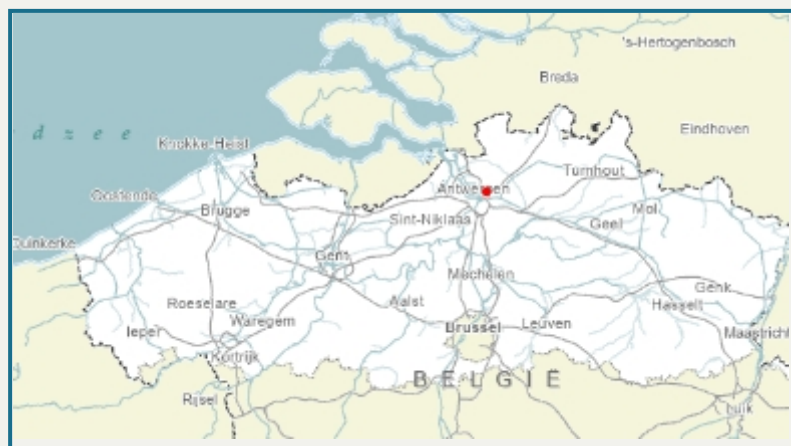 's-Hertogenbosch
Breda
Eindhoven
dzee
Knokke-Heist
Turnhout
Antwerpen
Oostende
Brugge
Sint-Niklaas
Mol
Geel
Duinkerke
Gent
Mechelen
Genk
Roeselare
Aalst
Hasselt
Waregem
Ieper
Brussel
Leuven
Maastricht
Kortrijk
BELGIË
Rijsel
Luik